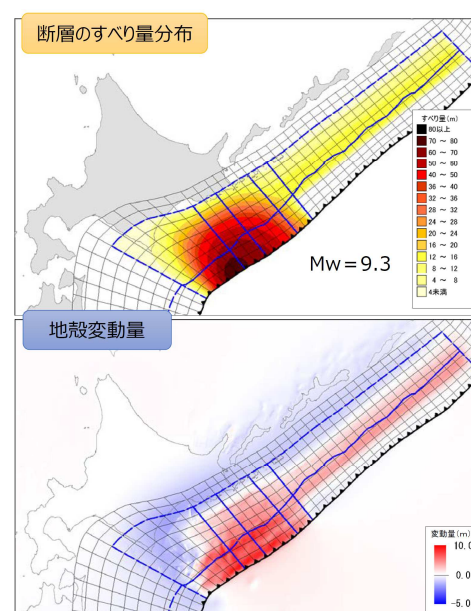 断層のすべり量分布
すべり量(m)
80以上
70 ～ 80
60 ～ 70
50 ～ 60
40 ～ 50
36 ～ 40
32 ～ 36
28 ～ 32
24 ～ 28
20 ～ 24
16 ～ 20
12 ～ 16
8 ～ 12
4 ～ 8
4未満
Mw＝9.3
地殻変動量
変動量(m)
10.0
0.0
-5.0